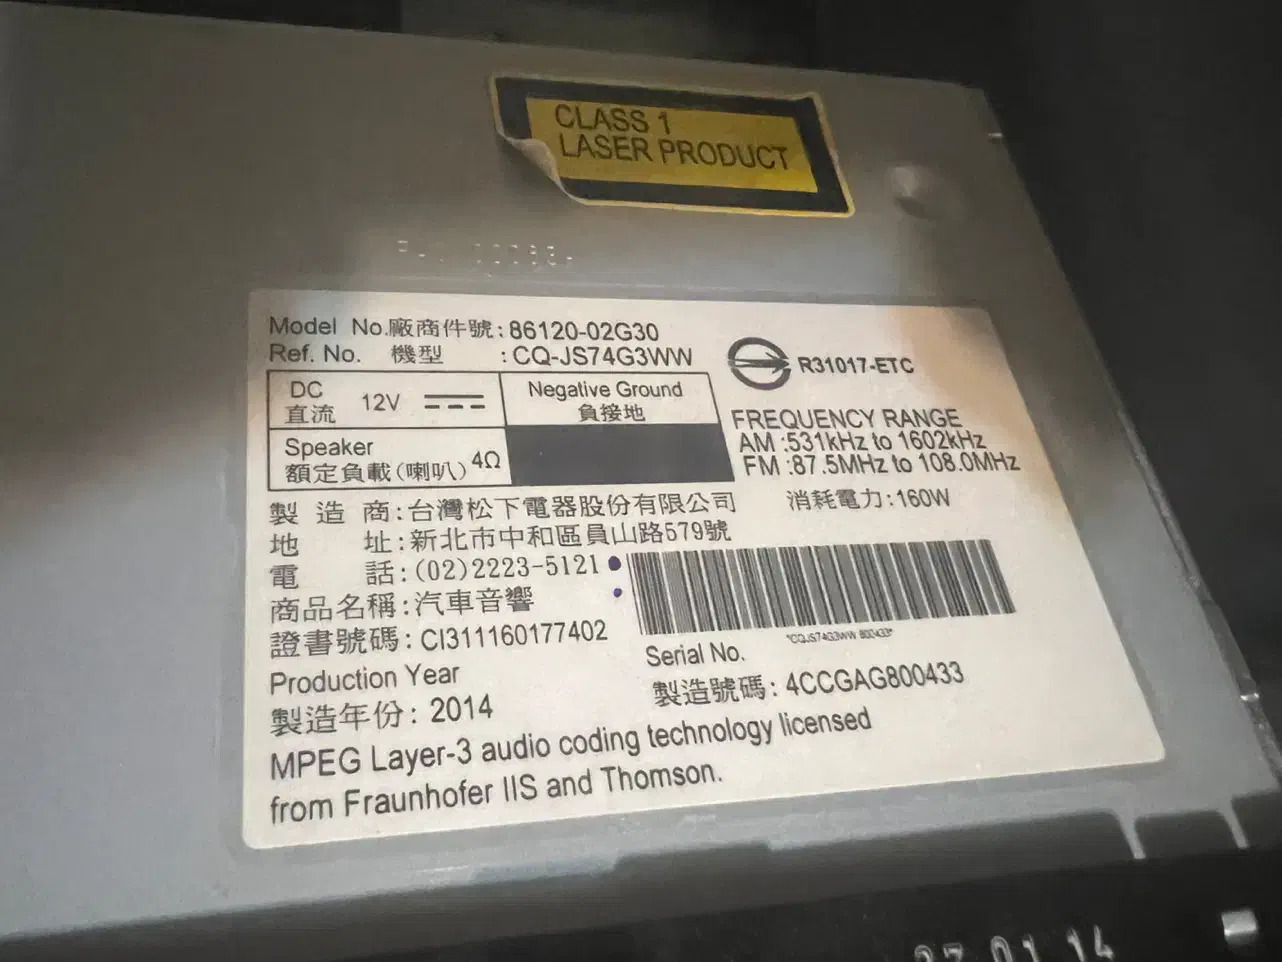 CLASS 1
LASER PRODUCT
Model No.廠商件號:86120-02G30
Ref. No. 機型 :CQ-JS74G3WW
R31017-ETC
DC
直流 12V
Negative Ground
負接地
Speaker
額定負載(喇叭) 4Ω
FREQUENCY RANGE
AM :531kHz to 1602kHz
FM :87.5MHz to 108.0MHz
消耗電力:160W
製造商:台灣松下電器股份有限公司
地址:新北市中和區員山路579號
電話:(02)2223-5121
商品名稱:汽車音響
證書號碼:CI311160177402
*CQJS74G3WW 800433*
Production Year
製造年份: 2014
Serial No.
製造號碼: 4CCGAG800433
MPEG Layer-3 audio coding technology licensed
from Fraunhofer IIS and Thomson.
01 14